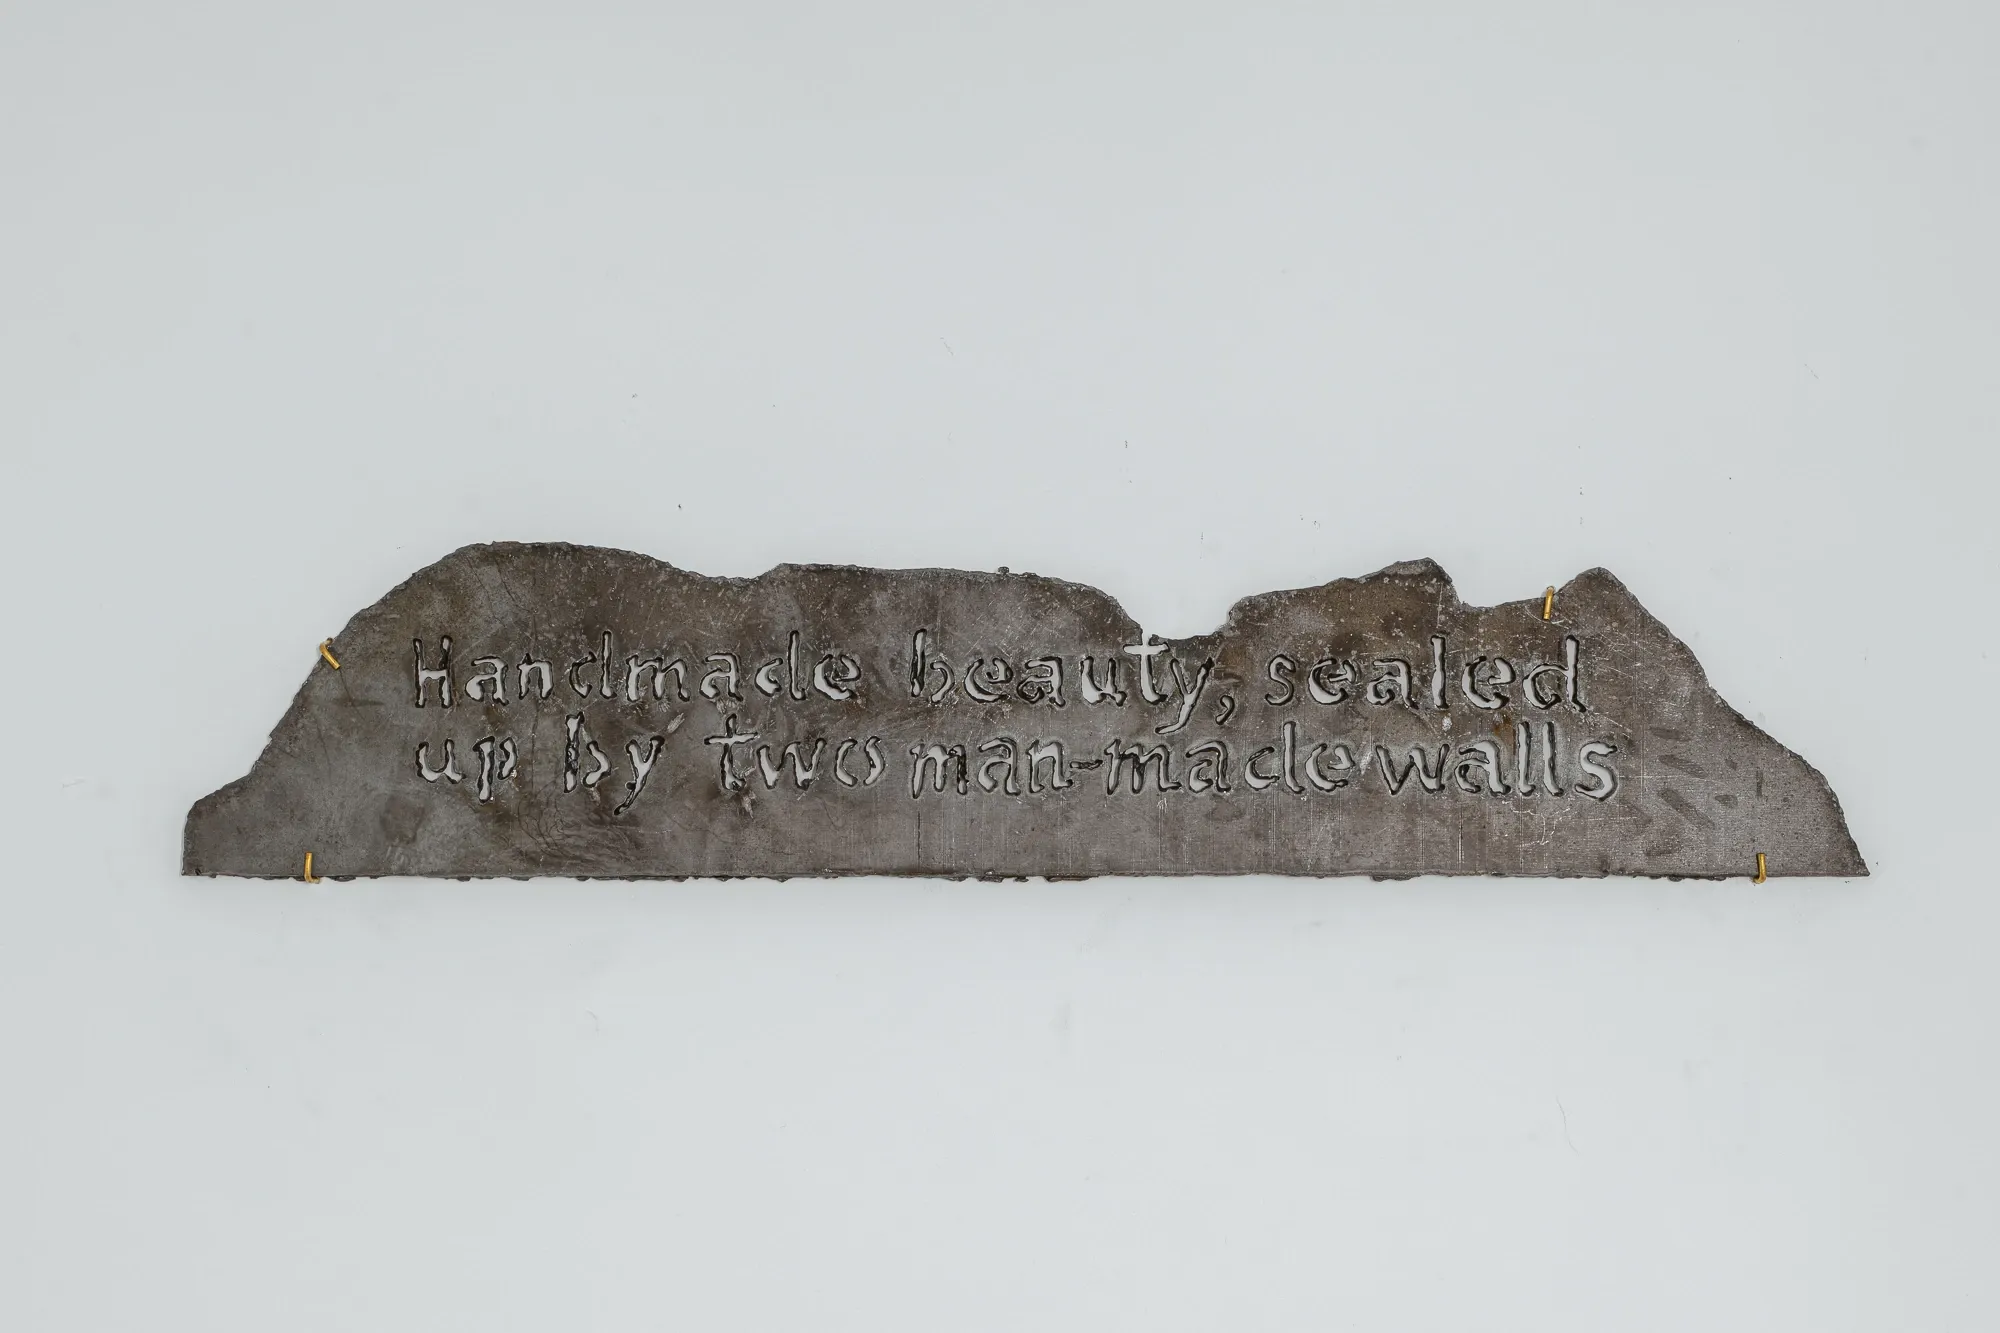 Handmade beauty, sealed
up by two man-made walls